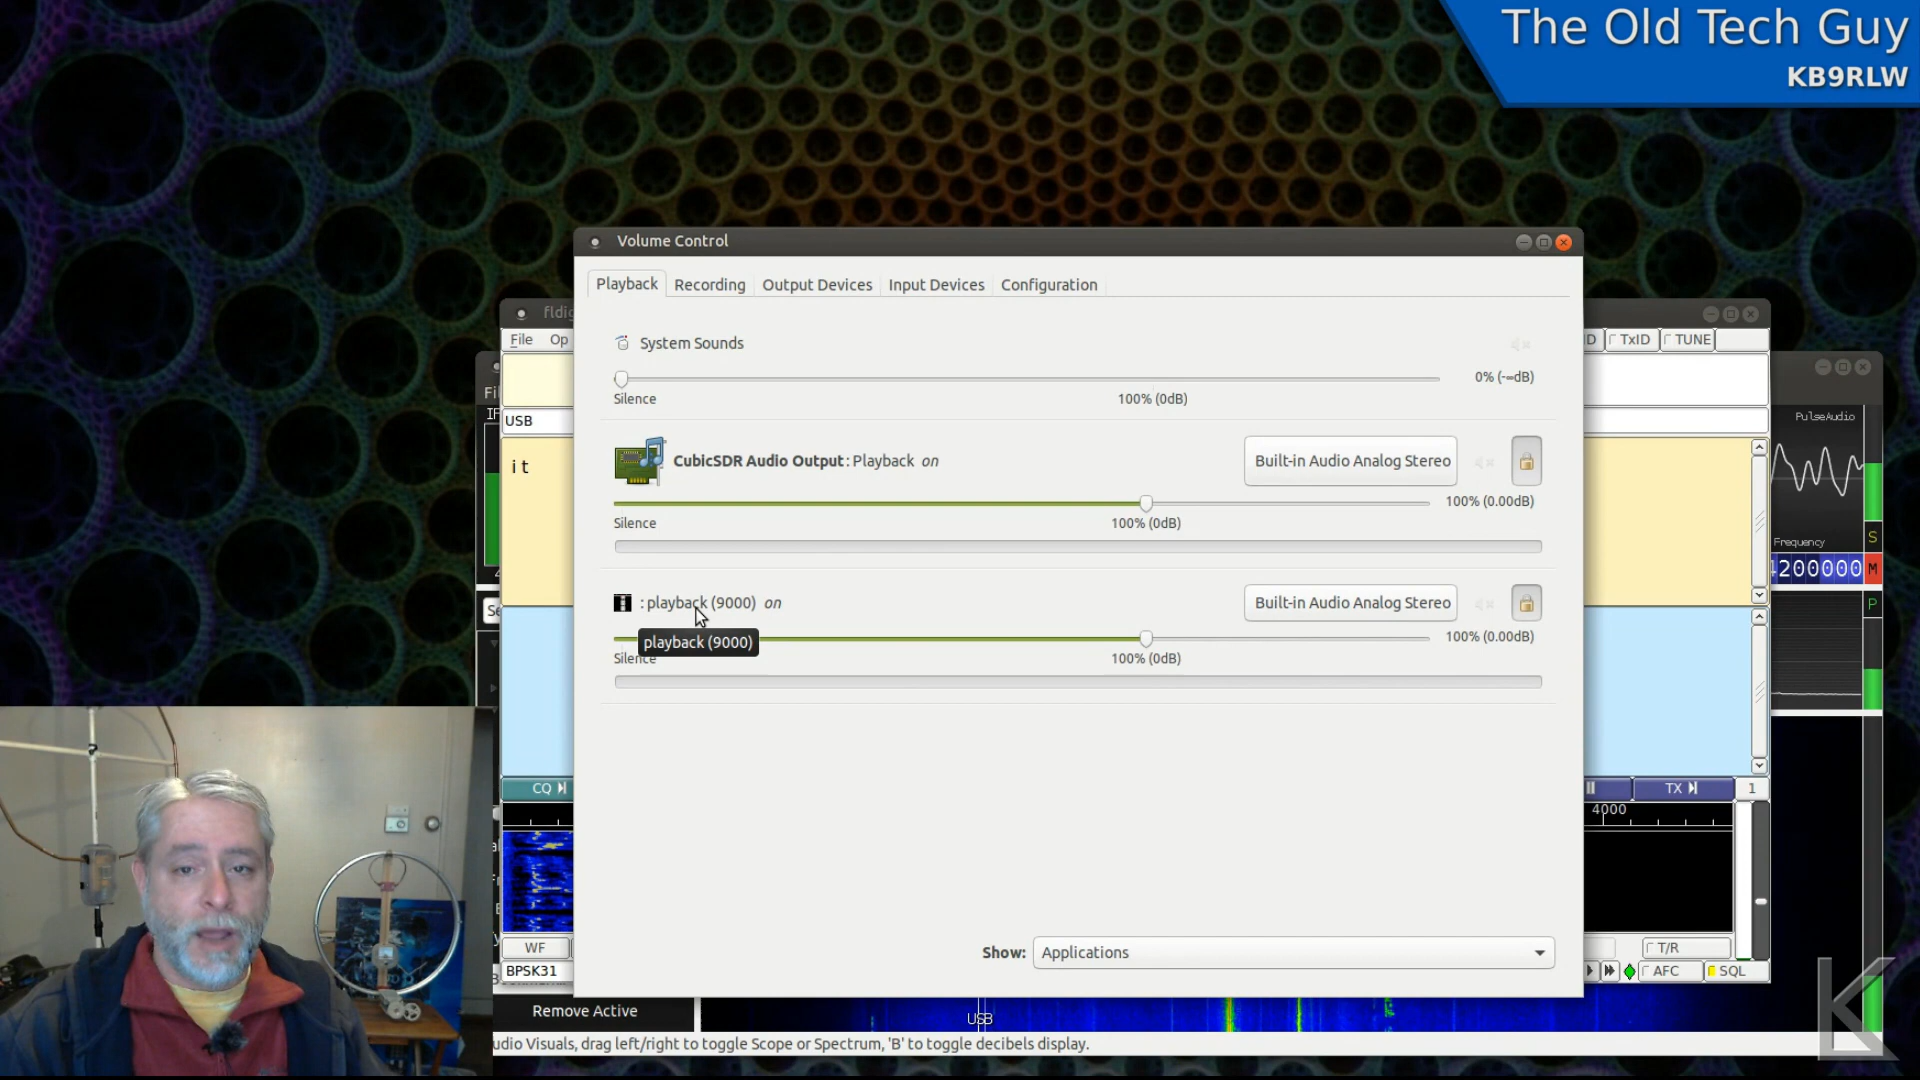 The Old Tech Guy
KB9RLW
Volume Control
Playback Recording Output Devices Input Devices Configuration
System Sounds
0% (-∞dB)
Silence 100% (0dB)
CubicSDR Audio Output: Playback on Built-in Audio Analog Stereo
100% (0.00dB)
Silence 100% (0dB)
: playback (9000) on Built-in Audio Analog Stereo
100% (0.00dB)
playback (9000)
Silence 100% (0dB)
Show: Applications
File Op
TxID TUNE
USB
it
PulseAudio
Frequency
200000 M
S
P
CQ
TX 1
4000
WF
T/R
BPSK31
AFC SQL
Remove Active
USB
udio Visuals, drag left/right to toggle Scope or Spectrum, 'B' to toggle decibels display.
K